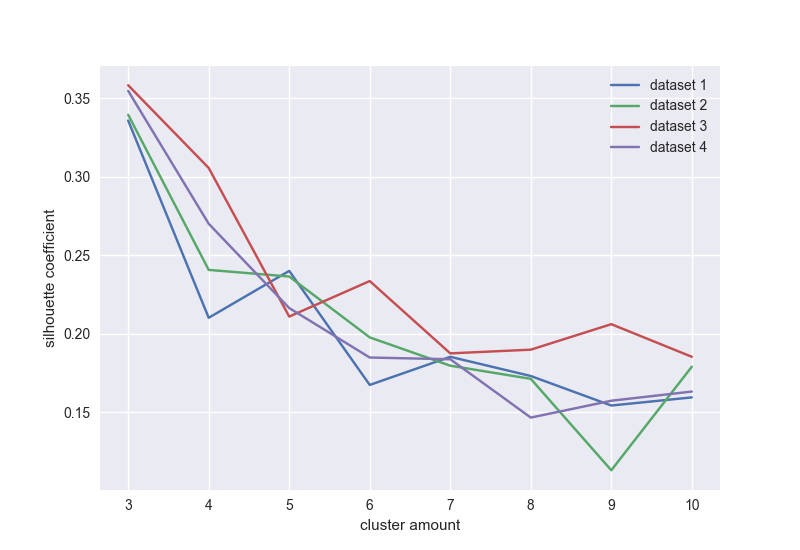 dataset 1
dataset 2
dataset 3
dataset 4
silhouette coefficient
0.35
0.30
0.25
0.20
0.15
3 4 5 6 7 8 9 10
cluster amount